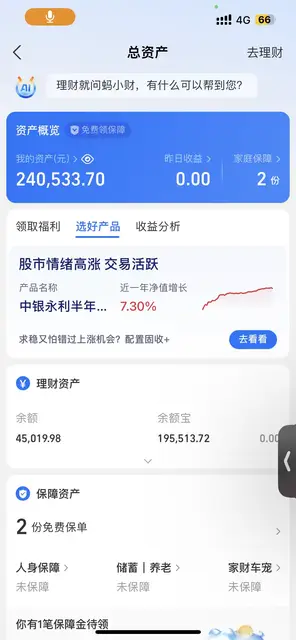 4G 66
总资产
去理财
AI
理财就问蚂小财，有什么可帮到您?
资产概览 免费领保障
我的资产(元) 昨日收益 家庭保障
240,533.70 0.00 2 份
领取福利 选好产品 收益分析
股市情绪高涨 交易活跃
产品名称 近一年净值增长
中银永利半年... 7.30%
求稳又怕错过上涨机会？配置固收+ 去看看
理财资产
余额 余额宝
45,019.98 195,513.72 0.00
保障资产
2 份免费保单
人身保障 储蓄｜养老 家财车宠
未保障 未保障 未保障
你有1笔保障金待领